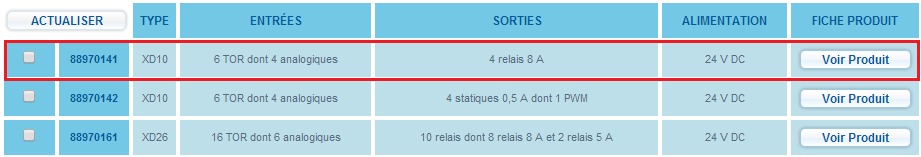 ACTUALISER TYPE ENTRÉES SORTIES ALIMENTATION FICHE PRODUIT
88970141 XD10 6 TOR dont 4 analogiques 4 relais 8 A 24 V DC Voir Produit
88970142 XD10 6 TOR dont 4 analogiques 4 statiques 0,5 A dont 1 PWM 24 V DC Voir Produit
88970161 XD26 16 TOR dont 6 analogiques 10 relais dont 8 relais 8 A et 2 relais 5 A 24 V DC Voir Produit